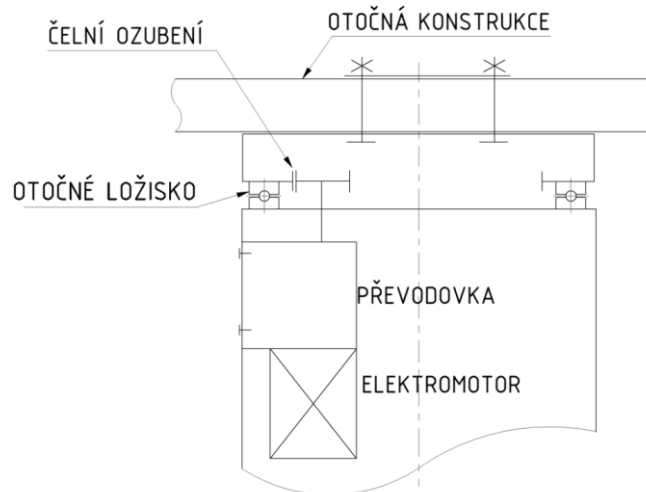 OTOČNÁ KONSTRUKCE
ČELNÍ OZUBENÍ
OTOČNÉ LOŽISKO
PŘEVODOVKA
ELEKTROMOTOR